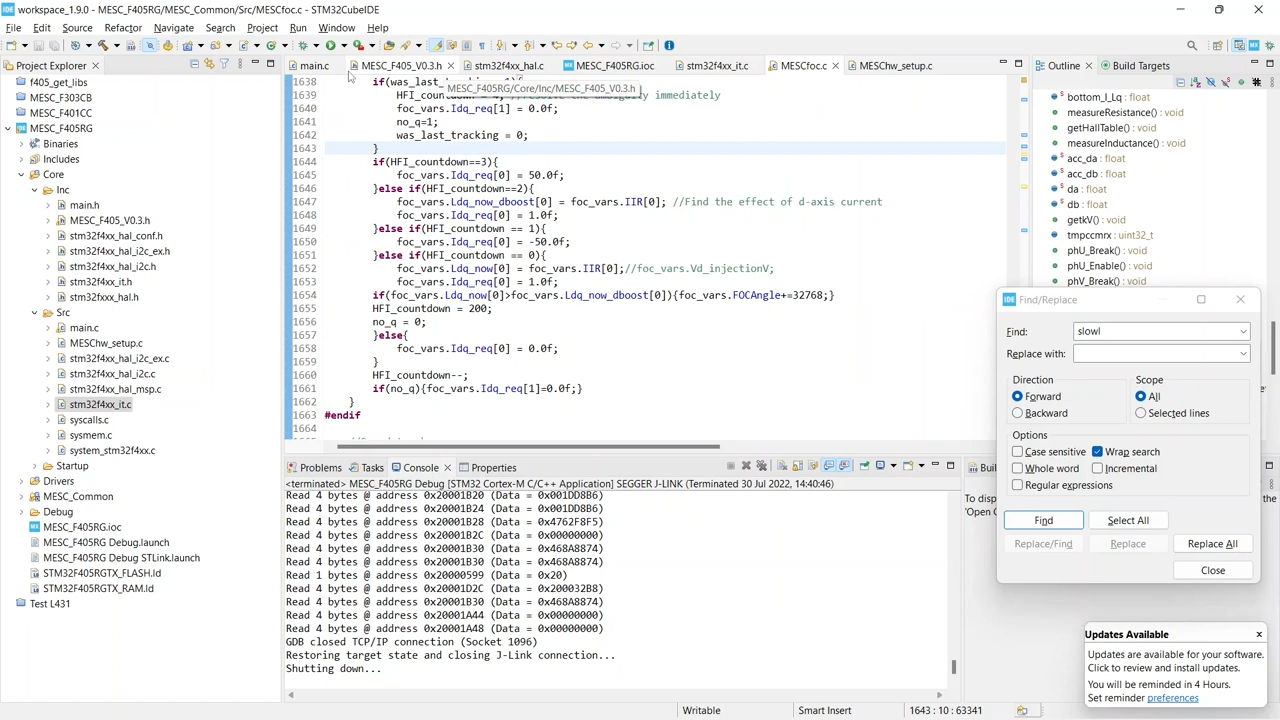 workspace_1.9.0 - MESC_F405RG/MESC_Common/Src/MESCfoc.c - STM32CubeIDE
File Edit Source Refactor Navigate Search Project Run Window Help
Project Explorer
f405_get_libs
MESC_F303CB
MESC_F401CC
MESC_F405RG
Binaries
Includes
Core
Inc
main.h
MESC_F405_V0.3.h
stm32f4xx_hal_conf.h
stm32f4xx_hal_i2c_ex.h
stm32f4xx_hal_i2c.h
stm32f4xx_it.h
stm32f4xxx_hal.h
Src
main.c
MESChw_setup.c
stm32f4xx_hal_i2c_ex.c
stm32f4xx_hal_i2c.c
stm32f4xx_hal_msp.c
stm32f4xx_it.c
syscalls.c
sysmem.c
system_stm32f4xx.c
Startup
Drivers
MESC_Common
Debug
MESC_F405RG.ioc
MESC_F405RG Debug.launch
MESC_F405RG Debug STLink.launch
STM32F405RGTX_FLASH.ld
STM32F405RGTX_RAM.ld
Test L431
main.c MESC_F405_V0.3.h stm32f4xx_hal.c MESC_F405RG.ioc stm32f4xx_it.c MESCfoc.c MESChw_setup.c
MESC_F405RG/Core/Inc/MESC_F405_V0.3.h
1638 if(was_last_
1639 HFI_countdown immediately
1640 foc_vars.Idq_req[1] = 0.0f;
1641 no_q=1;
1642 was_last_tracking = 0;
1643 }
1644 if(HFI_countdown==3){
1645 foc_vars.Idq_req[0] = 50.0f;
1646 }else if(HFI_countdown==2){
1647 foc_vars.Ldq_now_dboost[0] = foc_vars.IIR[0]; //Find the effect of d-axis current
1648 foc_vars.Idq_req[0] = 1.0f;
1649 }else if(HFI_countdown == 1){
1650 foc_vars.Idq_req[0] = -50.0f;
1651 }else if(HFI_countdown == 0){
1652 foc_vars.Ldq_now[0] = foc_vars.IIR[0];//foc_vars.Vd_injectionV;
1653 foc_vars.Idq_req[0] = 1.0f;
1654 if(foc_vars.Ldq_now[0]>foc_vars.Ldq_now_dboost[0]){foc_vars.FOCAngle+=32768;}
1655 HFI_countdown = 200;
1656 no_q = 0;
1657 }else{
1658 foc_vars.Idq_req[0] = 0.0f;
1659 }
1660 HFI_countdown--;
1661 if(no_q){foc_vars.Idq_req[1]=0.0f;}
1662 }
1663 #endif
1664
Problems Tasks Console Properties
<terminated> MESC_F405RG Debug [STM32 Cortex-M C/C++ Application] SEGGER J-LINK (Terminated 30 Jul 2022, 14:40:46)
Read 4 bytes @ address 0x20001B20 (Data = 0x001DD8B6)
Read 4 bytes @ address 0x20001B24 (Data = 0x001DD8B6)
Read 4 bytes @ address 0x20001B28 (Data = 0x4762F8F5)
Read 4 bytes @ address 0x20001B2C (Data = 0x00000000)
Read 4 bytes @ address 0x20001B30 (Data = 0x468A8874)
Read 4 bytes @ address 0x20001B30 (Data = 0x468A8874)
Read 1 bytes @ address 0x20000599 (Data = 0x20)
Read 4 bytes @ address 0x20001D2C (Data = 0x200032B8)
Read 4 bytes @ address 0x20001B30 (Data = 0x468A8874)
Read 4 bytes @ address 0x20001A44 (Data = 0x00000000)
Read 4 bytes @ address 0x20001A48 (Data = 0x00000000)
GDB closed TCP/IP connection (Socket 1096)
Restoring target state and closing J-Link connection...
Shutting down...
Outline Build Targets
bottom_I_Lq : float
measureResistance() : void
getHallTable() : void
measureInductance() : void
acc_da : float
acc_db : float
da : float
db : float
getkV() : void
tmpccmrx : uint32_t
phU_Break() : void
phU_Enable() : void
phV_Break() : void
Find/Replace
Find: slowl
Replace with:
Direction
Forward
Backward
Scope
All
Selected lines
Options
Case sensitive Wrap search
Whole word Incremental
Regular expressions
Find Select All
Replace/Find Replace Replace All
Close
Buil
To disp
'Open C
Updates Available
Updates are available for your software.
Click to review and install updates.
You will be reminded in 4 Hours.
Set reminder preferences
Writable Smart Insert 1643 : 10 : 63341